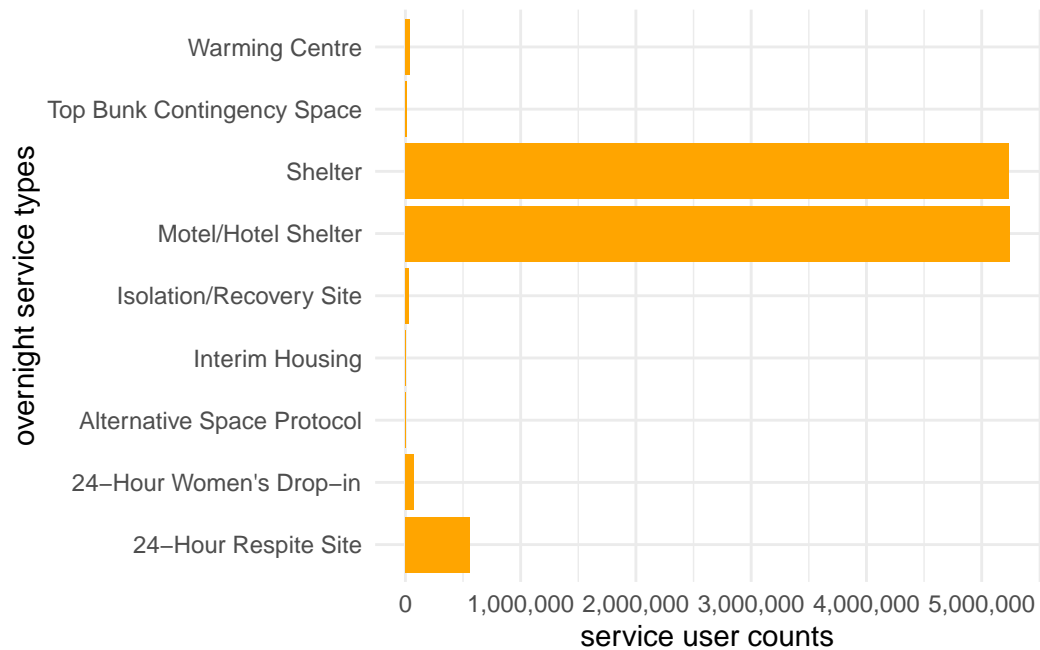 overnight service types
Warming Centre
Top Bunk Contingency Space
Shelter
Motel/Hotel Shelter
Isolation/Recovery Site
Interim Housing
Alternative Space Protocol
24−Hour Women's Drop−in
24−Hour Respite Site
0 1,000,000 2,000,000 3,000,000 4,000,000 5,000,000
service user counts